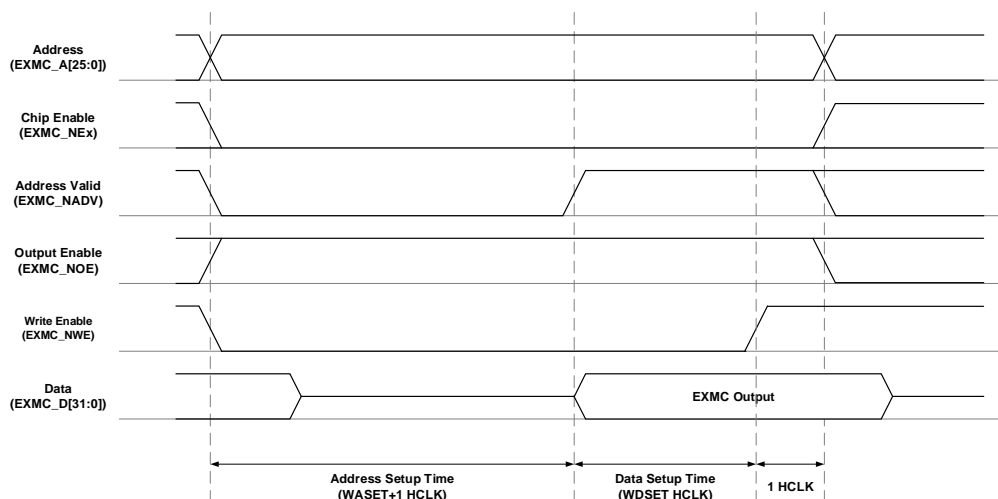 Address
(EXMC_A[25:0])
Chip Enable
(EXMC_NEx)
Address Valid
(EXMC_NADV)
Output Enable
(EXMC_NOE)
Write Enable
(EXMC_NWE)
Data
(EXMC_D[31:0])
EXMC Output
Address Setup Time
(WASET+1 HCLK)
Data Setup Time
(WDSET HCLK)
1 HCLK